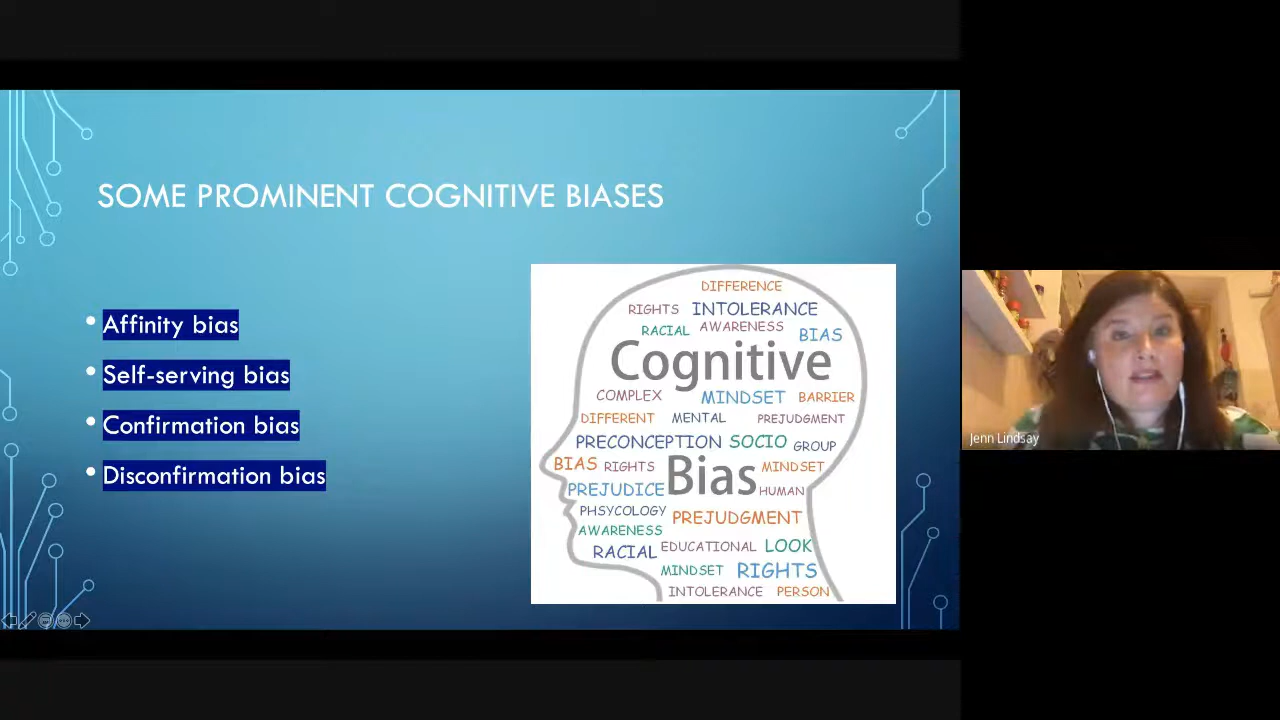 SOME PROMINENT COGNITIVE BIASES
• Affinity bias
• Self-serving bias
• Confirmation bias
• Disconfirmation bias
DIFFERENCE
RIGHTS INTOLERANCE
RACIAL AWARENESS BIAS
Cognitive
COMPLEX MINDSET BARRIER
DIFFERENT MENTAL PREJUDGMENT
PRECONCEPTION SOCIO GROUP
BIAS RIGHTS Bias MINDSET
PREJUDICE HUMAN
PHSYCOLOGY PREJUDGMENT
AWARENESS
RACIAL EDUCATIONAL LOOK
MINDSET RIGHTS
INTOLERANCE PERSON
Jenn Lindsay